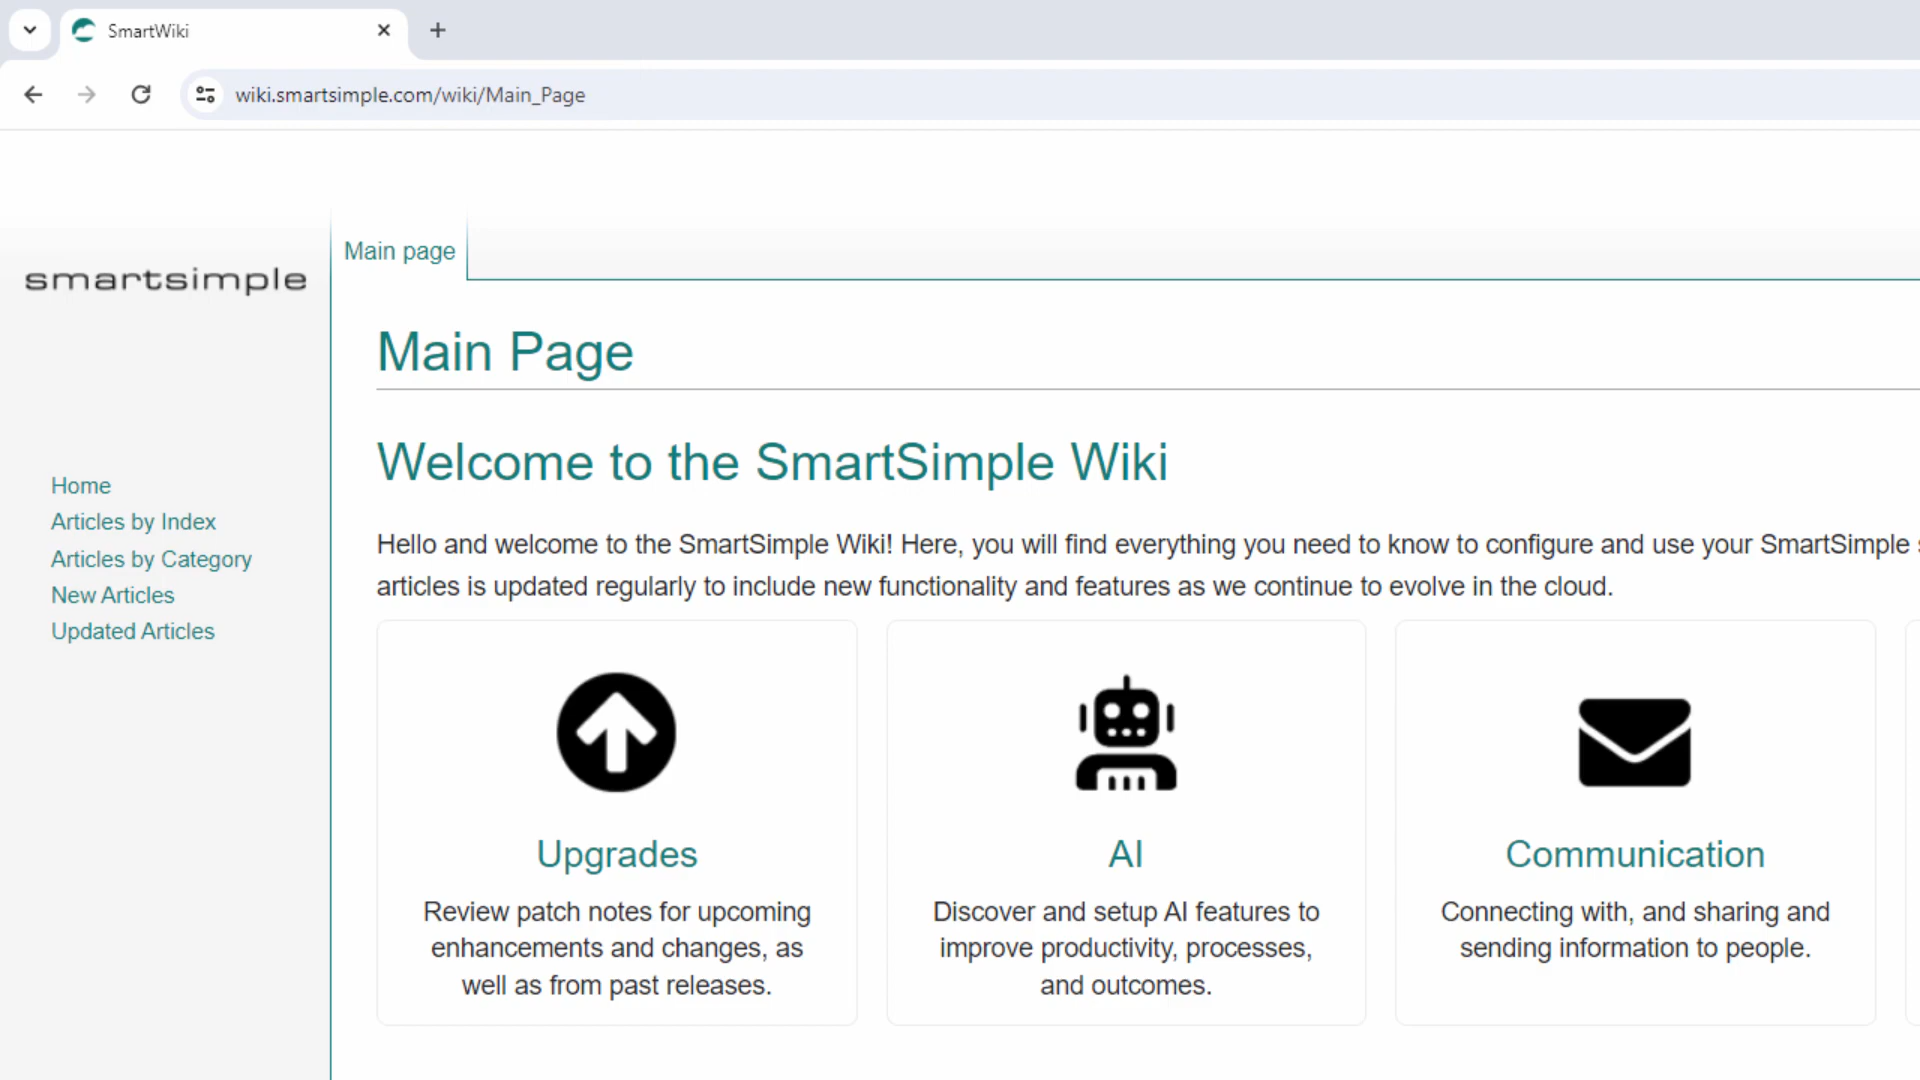 SmartWiki
wiki.smartsimple.com/wiki/Main_Page
smartsimple
Main page
Main Page
Welcome to the SmartSimple Wiki
Home
Articles by Index
Articles by Category
New Articles
Updated Articles
Hello and welcome to the SmartSimple Wiki! Here, you will find everything you need to know to configure and use your SmartSimple
articles is updated regularly to include new functionality and features as we continue to evolve in the cloud.
Upgrades
Review patch notes for upcoming
enhancements and changes, as
well as from past releases.
AI
Discover and setup AI features to
improve productivity, processes,
and outcomes.
Communication
Connecting with, and sharing and
sending information to people.